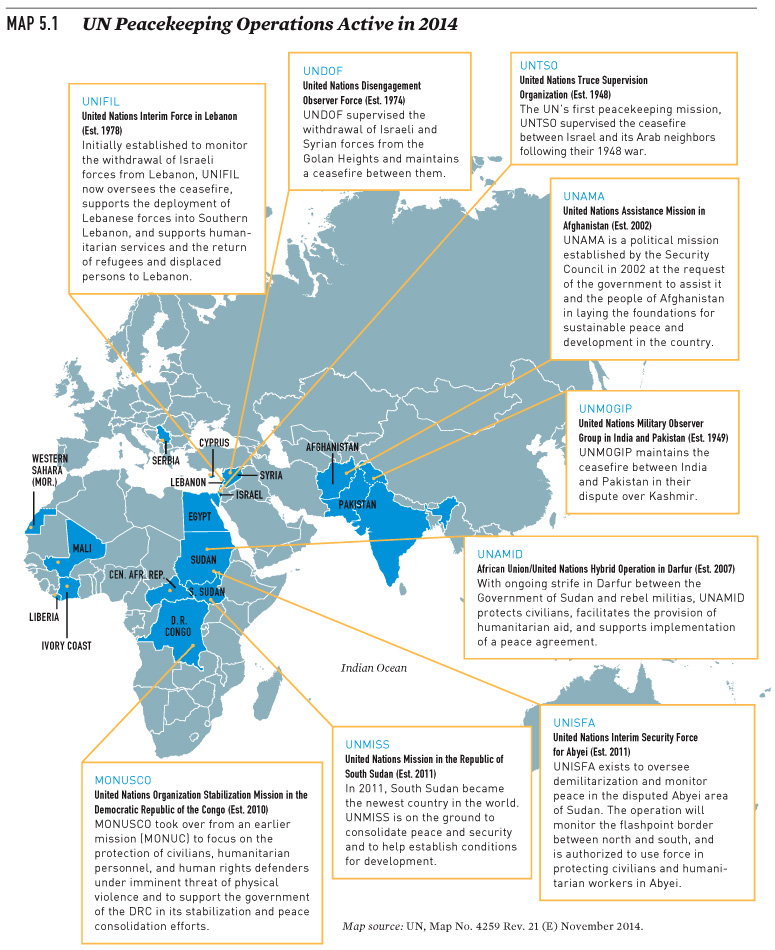 MAP 5.1 UN Peacekeeping Operations Active in 2014
UNIFIL
United Nations Interim Force in Lebanon
(Est. 1978)
Initially established to monitor
the withdrawal of Israeli
forces from Lebanon, UNIFIL
now oversees the ceasefire,
supports the deployment of
Lebanese forces into Southern
Lebanon, and supports human-
itarian services and the return
of refugees and displaced
persons to Lebanon.
UNDOF
United Nations Disengagement
Observer Force (Est. 1974)
UNDOF supervised the
withdrawal of Israeli and
Syrian forces from the
Golan Heights and maintains
a ceasefire between them.
UNTSO
United Nations Truce Supervision
Organization (Est. 1948)
The UN's first peacekeeping mission,
UNTSO supervised the ceasefire
between Israel and its Arab neighbors
following their 1948 war.
UNAMA
United Nations Assistance Mission in
Afghanistan (Est. 2002)
UNAMA is a political mission
established by the Security
Council in 2002 at the request
of the government to assist it
and the people of Afghanistan
in laying the foundations for
sustainable peace and
development in the country.
UNMOGIP
United Nations Military Observer
Group in India and Pakistan (Est. 1949)
UNMOGIP maintains the
ceasefire between India
and Pakistan in their
dispute over Kashmir.
WESTERN
SAHARA
(MOR.)
SERBIA
CYPRUS
LEBANON
SYRIA
ISRAEL
AFGHANISTAN
PAKISTAN
EGYPT
MALI
SUDAN
CEN. AFR. REP.
S. SUDAN
LIBERIA
IVORY COAST
D. R.
CONGO
Indian Ocean
UNAMID
African Union/United Nations Hybrid Operation in Darfur (Est. 2007)
With ongoing strife in Darfur between the
Government of Sudan and rebel militias, UNAMID
protects civilians, facilitates the provision of
humanitarian aid, and supports implementation
of a peace agreement.
UNISFA
United Nations Interim Security Force
for Abyei (Est. 2011)
UNISFA exists to oversee
demilitarization and monitor
peace in the disputed Abyei area
of Sudan. The operation will
monitor the flashpoint border
between north and south, and
is authorized to use force in
protecting civilians and humani-
tarian workers in Abyei.
UNMISS
United Nations Mission in the Republic of
South Sudan (Est. 2011)
In 2011, South Sudan became
the newest country in the world.
UNMISS is on the ground to
consolidate peace and security
and to help establish conditions
for development.
MONUSCO
United Nations Organization Stabilization Mission in the
Democratic Republic of the Congo (Est. 2010)
MONUSCO took over from an earlier
mission (MONUC) to focus on the
protection of civilians, humanitarian
personnel, and human rights defenders
under imminent threat of physical
violence and to support the government
of the DRC in its stabilization and peace
consolidation efforts.
Map source: UN, Map No. 4259 Rev. 21 (E) November 2014.